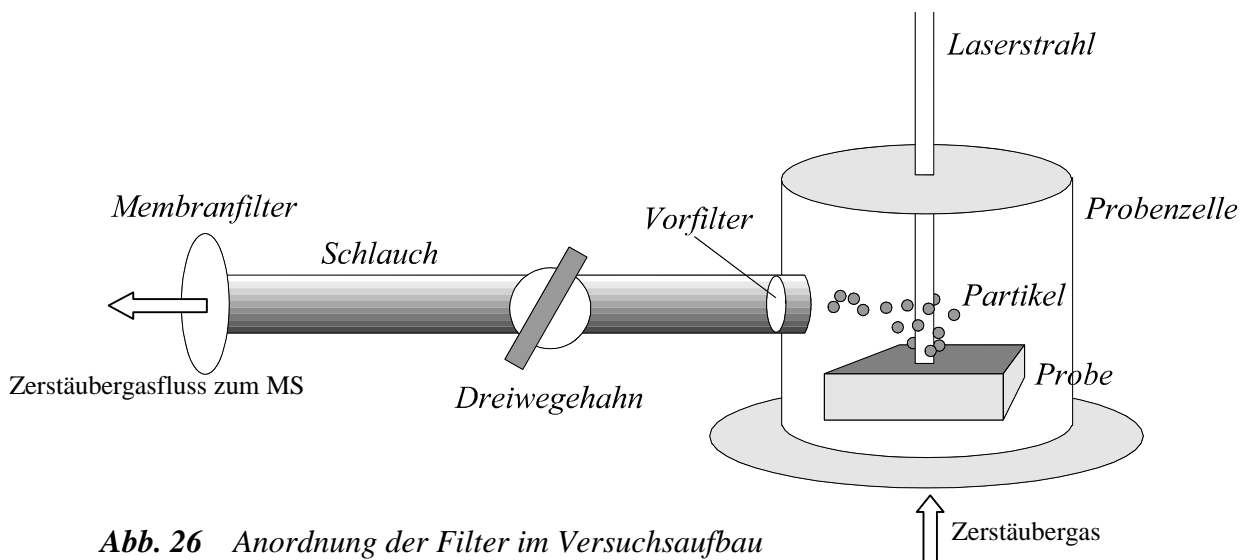 Laserstrahl
Membranfilter
Vorfilter
Probenzelle
Schlauch
Partikel
Zerstäubergasfluss zum MS
Dreiwegehahn
Probe
Abb. 26 Anordnung der Filter im Versuchsaufbau
Zerstäubergas